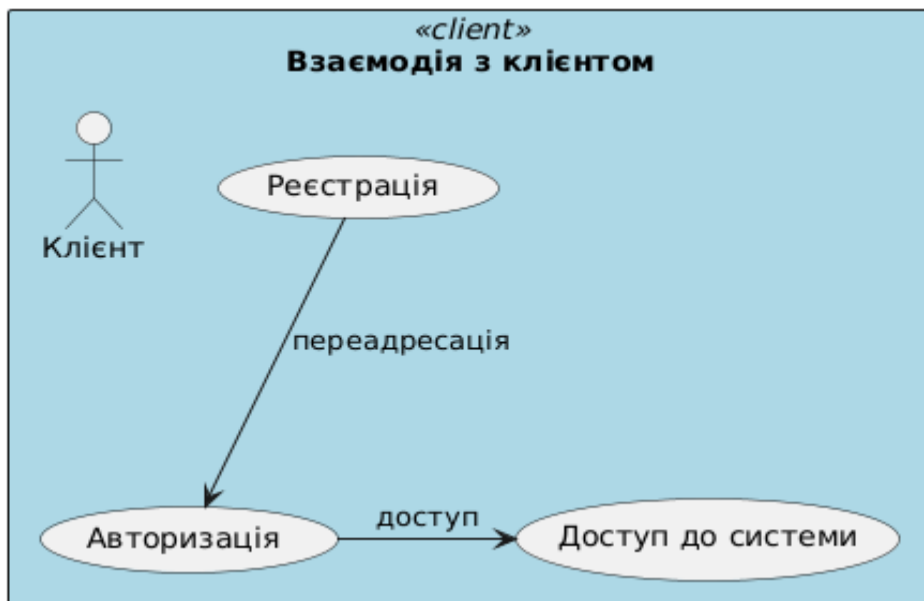 «client»
Взаємодія з клієнтом
Реєстрація
Клієнт
переадресація
Авторизація
доступ
Доступ до системи